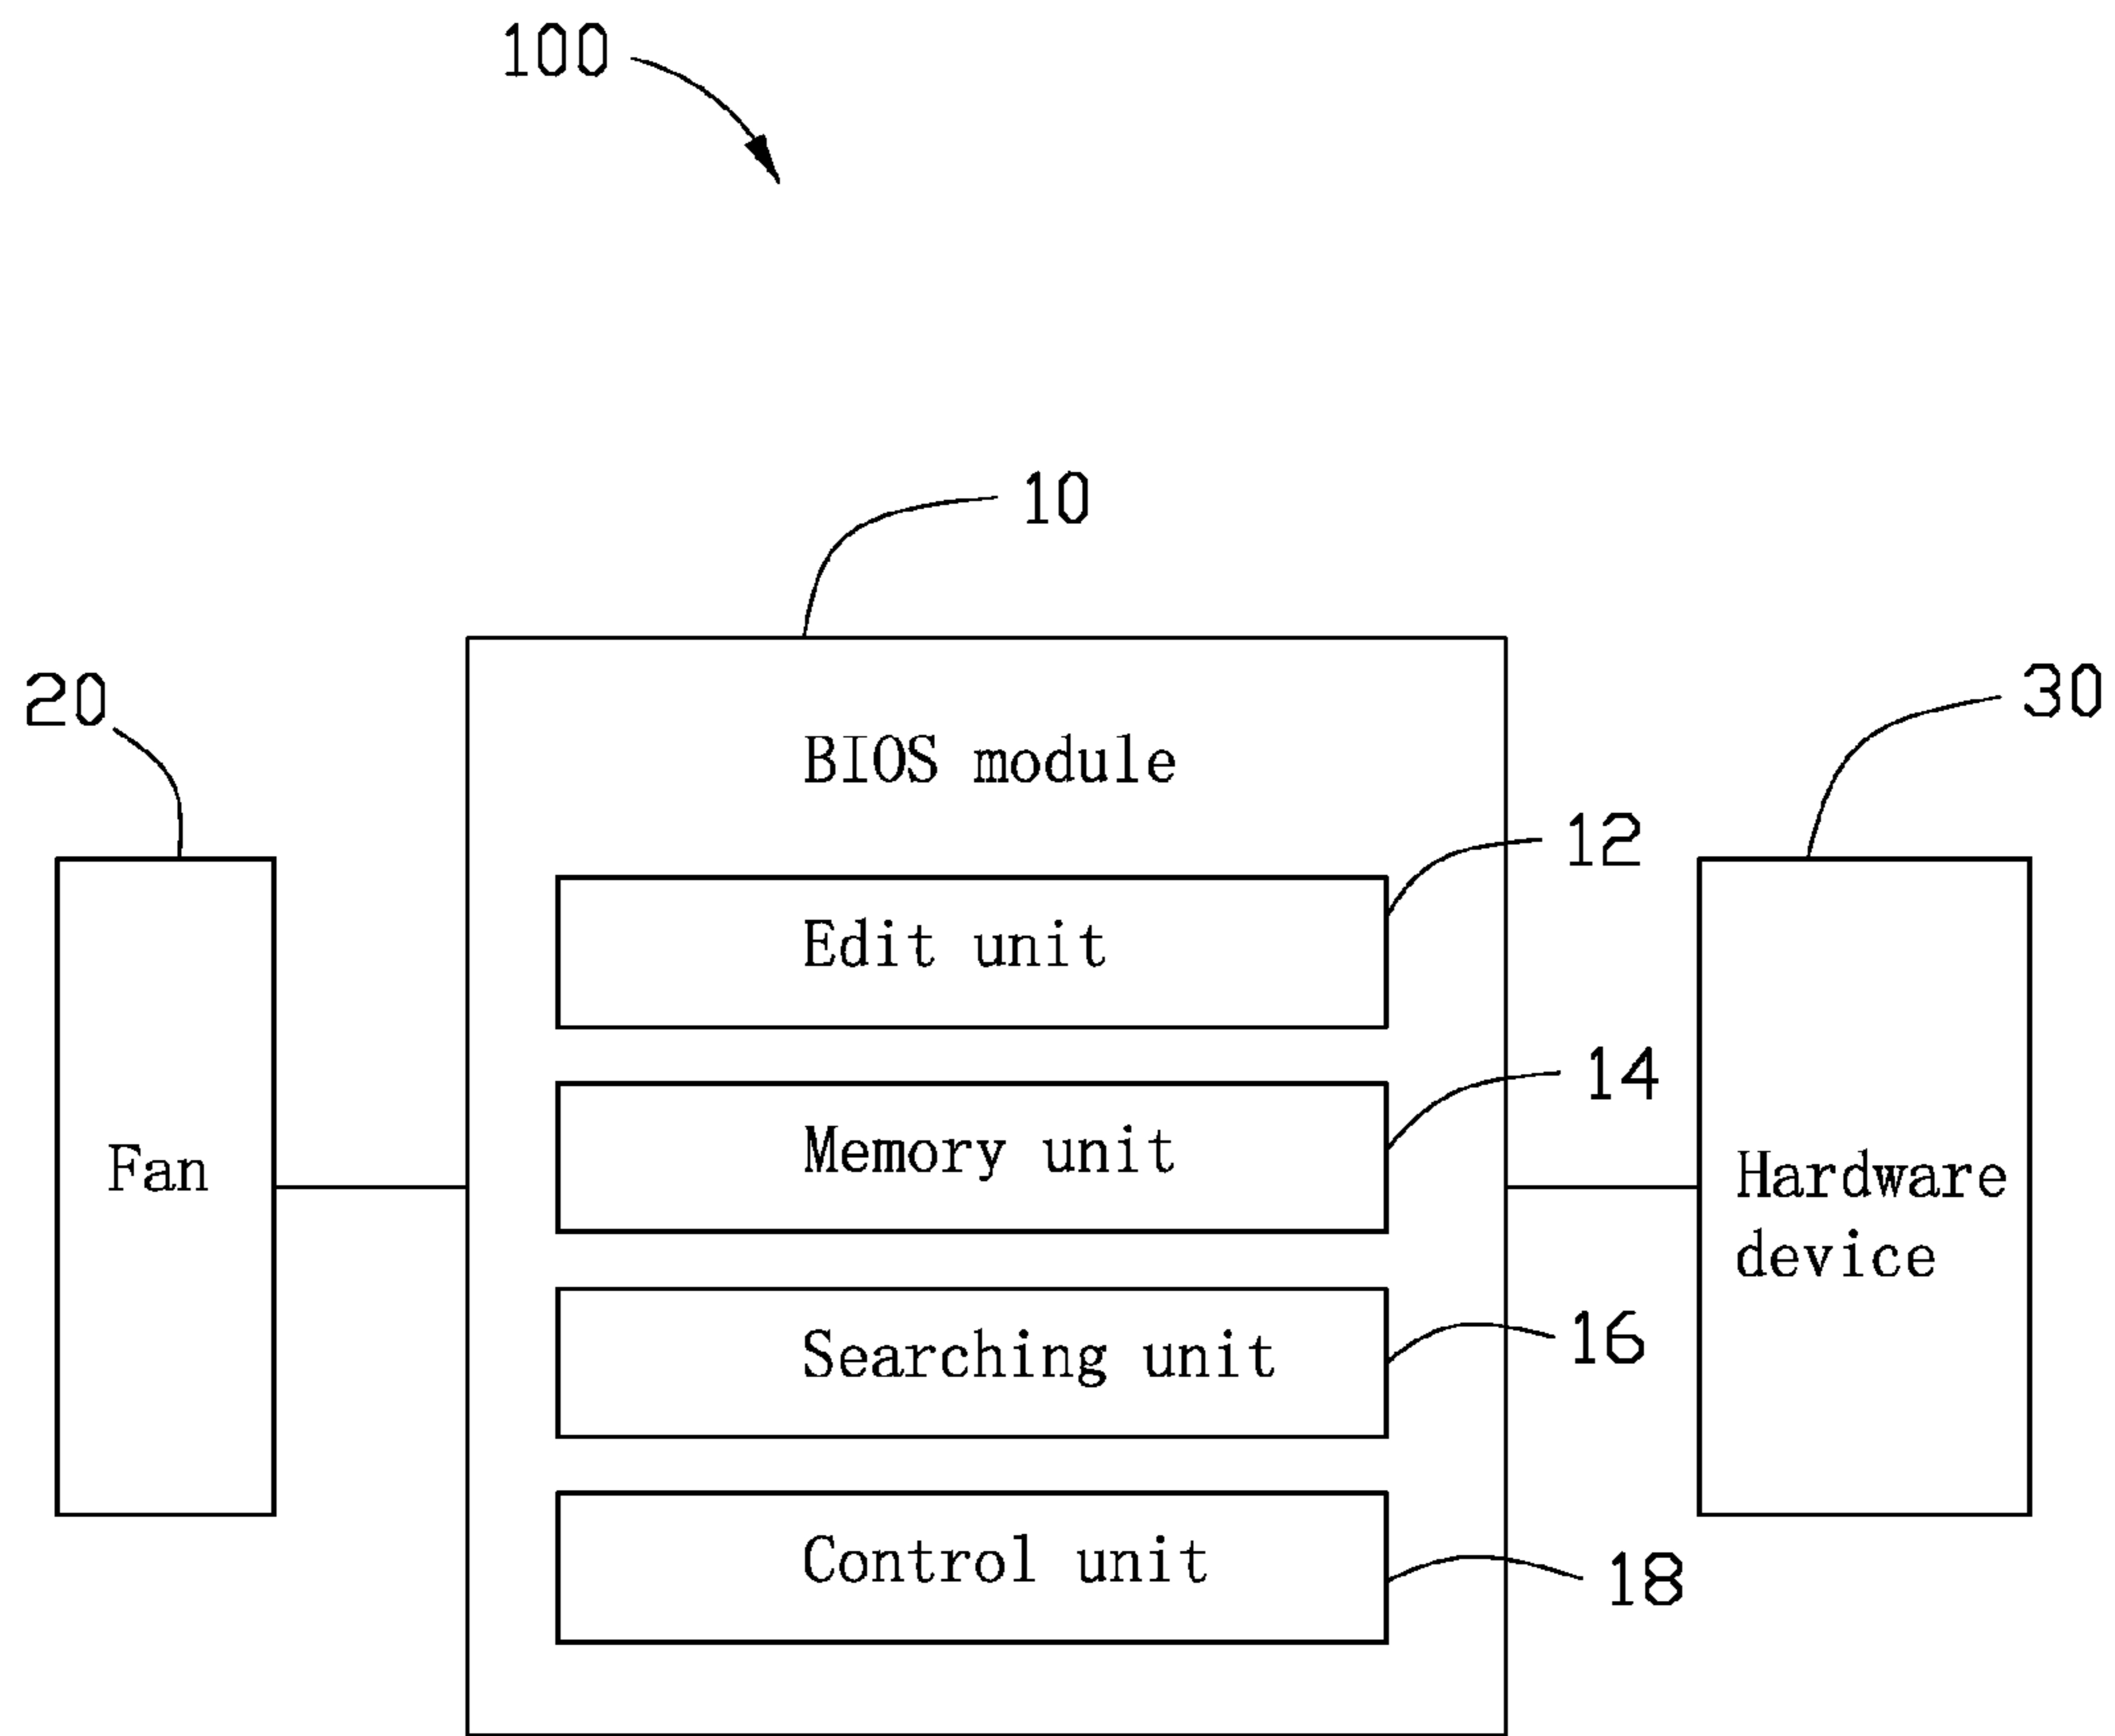 100
10
20
30
BIOS module
12
Edit unit
14
Memory unit
Fan
Hardware
device
16
Searching unit
Control unit
18